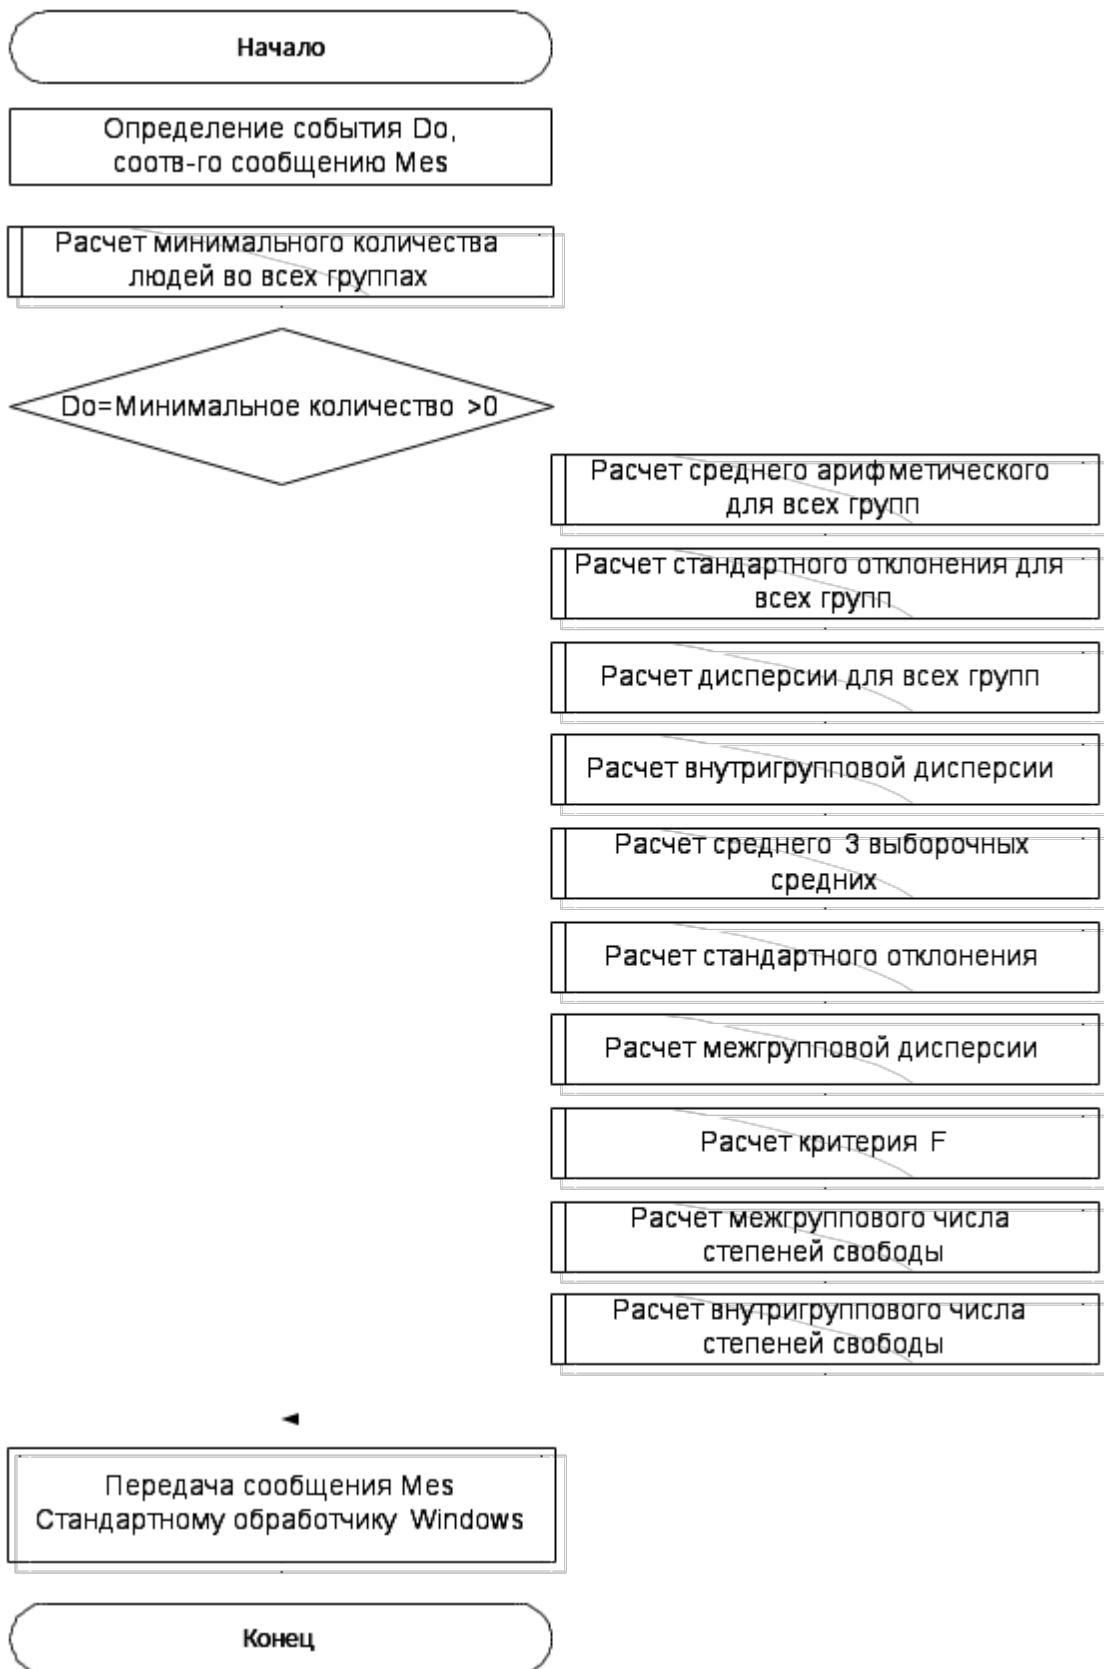 Начало
Определение события Do,
соотв-го сообщению Mes
Расчет минимального количества
людей во всех группах
Do=Минимальное количество >0
Расчет среднего арифметического
для всех групп
Расчет стандартного отклонения для
всех групп
Расчет дисперсии для всех групп
Расчет внутригрупповой дисперсии
Расчет среднего 3 выборочных
средних
Расчет стандартного отклонения
Расчет межгрупповой дисперсии
Расчет критерия F
Расчет межгруппового числа
степеней свободы
Расчет внутригруппового числа
степеней свободы
Передача сообщения Mes
Стандартному обработчику Windows
Конец